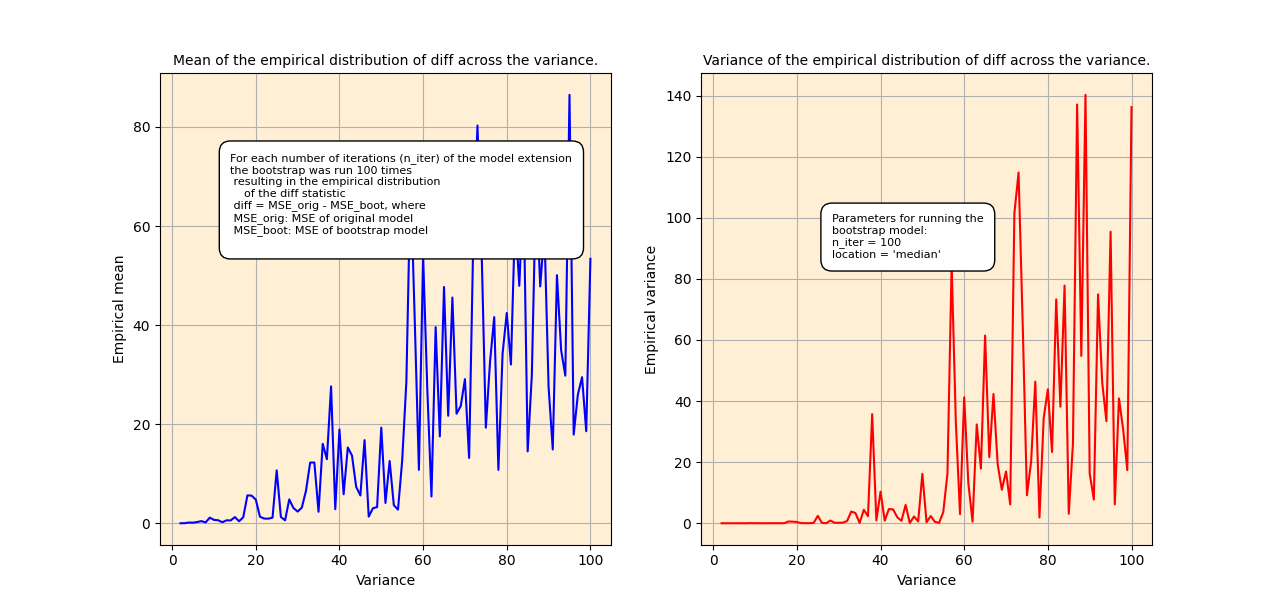 Mean of the empirical distribution of diff across the variance.
Variance of the empirical distribution of diff across the variance.
80
60
40
20
0
Empirical mean
For each number of iterations (n_iter) of the model extension
the bootstrap was run 100 times
resulting in the empirical distribution
of the diff statistic
diff = MSE_orig - MSE_boot, where
MSE_orig: MSE of original model
MSE_boot: MSE of bootstrap model
0 20 40 60 80 100
Variance
140
120
100
80
60
40
20
0
Empirical variance
Parameters for running the
bootstrap model:
n_iter = 100
location = 'median'
0 20 40 60 80 100
Variance